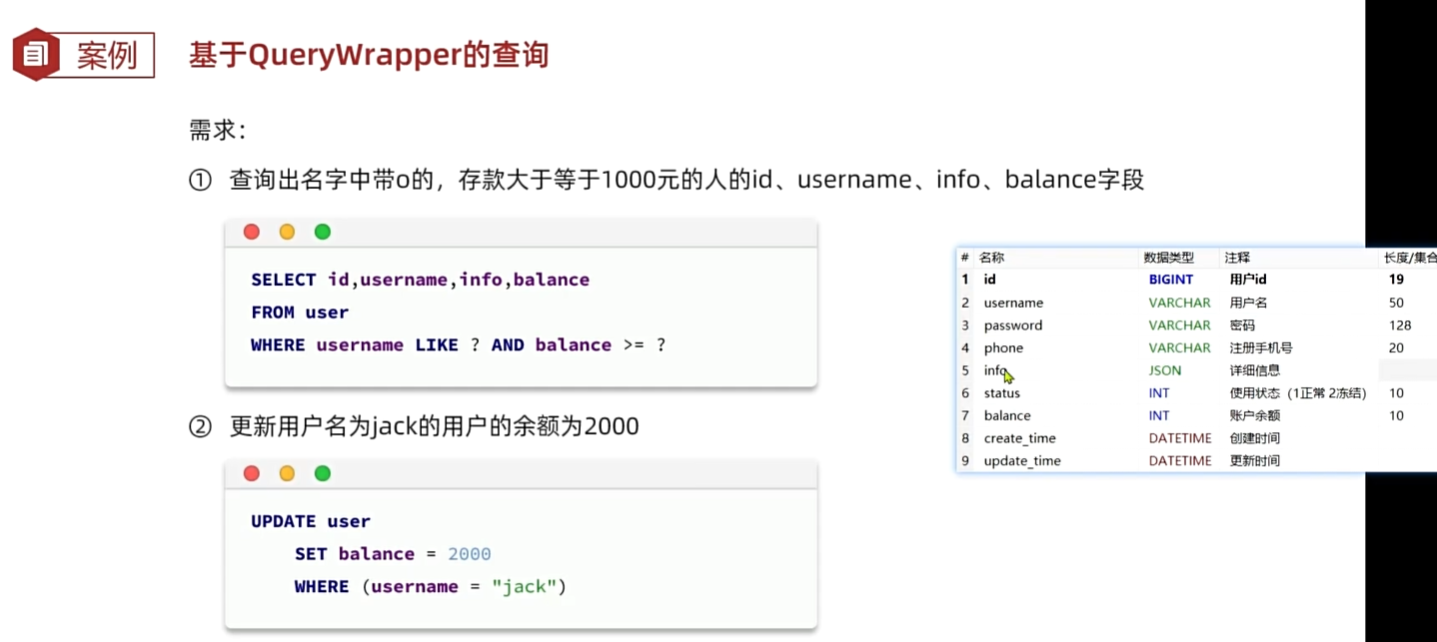 案例
基于QueryWrapper的查询
需求：
① 查询出名字中带o的，存款大于等于1000元的人的id、username、info、balance字段
SELECT id,username,info,balance
FROM user
WHERE username LIKE ? AND balance >= ?
② 更新用户名为jack的用户的余额为2000
UPDATE user
SET balance = 2000
WHERE (username = "jack")
# 名称 数据类型 注释 长度/集合
1 id BIGINT 用户id 19
2 username VARCHAR 用户名 50
3 password VARCHAR 密码 128
4 phone VARCHAR 注册手机号 20
5 info JSON 详细信息
6 status INT 使用状态（1正常 2冻结） 10
7 balance INT 账户余额 10
8 create_time DATETIME 创建时间
9 update_time DATETIME 更新时间